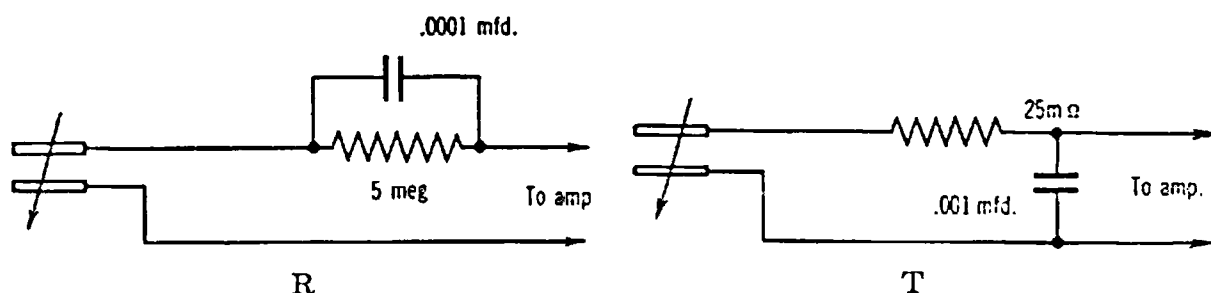 .0001 mfd.
5 meg
To amp
R
25m Ω
.001 mfd.
To amp.
T